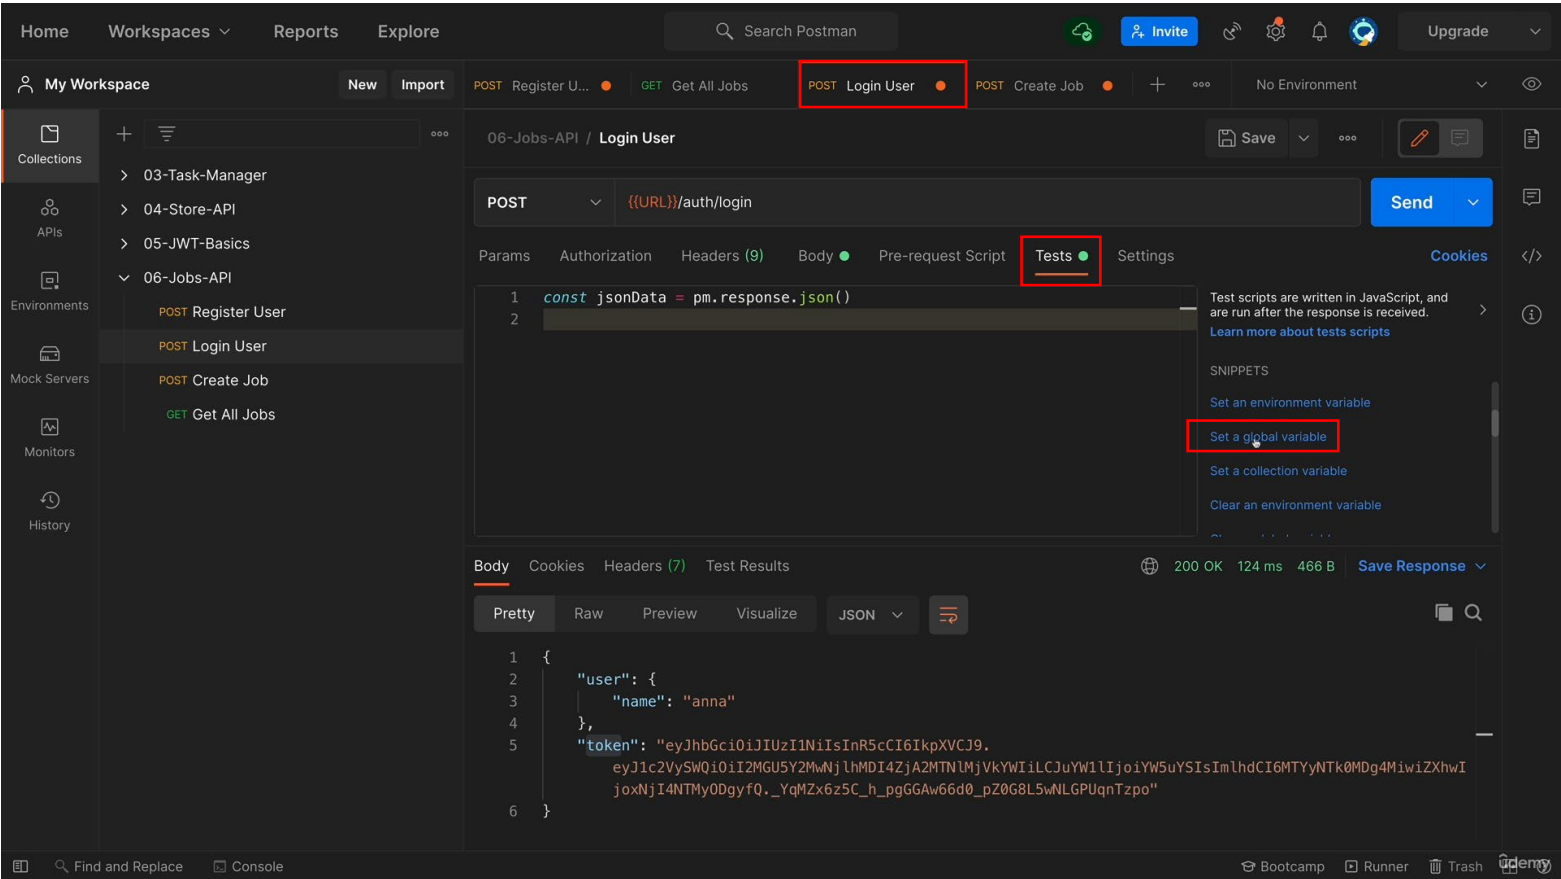 Home
Workspaces
Reports
Explore
Search Postman
Invite
Upgrade
My Workspace
New
Import
POST Register U...
GET Get All Jobs
POST Login User
POST Create Job
No Environment
Collections
APIs
Environments
Mock Servers
Monitors
History
03-Task-Manager
04-Store-API
05-JWT-Basics
06-Jobs-API
POST Register User
POST Login User
POST Create Job
GET Get All Jobs
06-Jobs-API / Login User
Save
POST
{{URL}}/auth/login
Send
Params
Authorization
Headers (9)
Body
Pre-request Script
Tests
Settings
Cookies
1 const jsonData = pm.response.json()
2
Test scripts are written in JavaScript, and
are run after the response is received.
Learn more about tests scripts
SNIPPETS
Set an environment variable
Set a global variable
Set a collection variable
Clear an environment variable
Body
Cookies
Headers (7)
Test Results
200 OK
124 ms
466 B
Save Response
Pretty
Raw
Preview
Visualize
JSON
1 {
2 "user": {
3 "name": "anna"
4 },
5 "token": "eyJhbGciOiJIUzI1NiIsInR5cCI6IkpXVCJ9.
eyJ1c2VySWQiOiI2MGU5Y2MwNjlhMDI4ZjA2MTNlMjVkYWIiLCJuYW1lIjoiYW5uYSIsImlhdCI6MTYyNTk0MDg4MiwiZXhwI
joxNjI4NTMyODgyfQ._YqMZx6z5C_h_pgGGAw66d0_pZ0G8L5wNLGPUqnTzpo"
6 }
Find and Replace
Console
Bootcamp
Runner
Trash
ûdemy